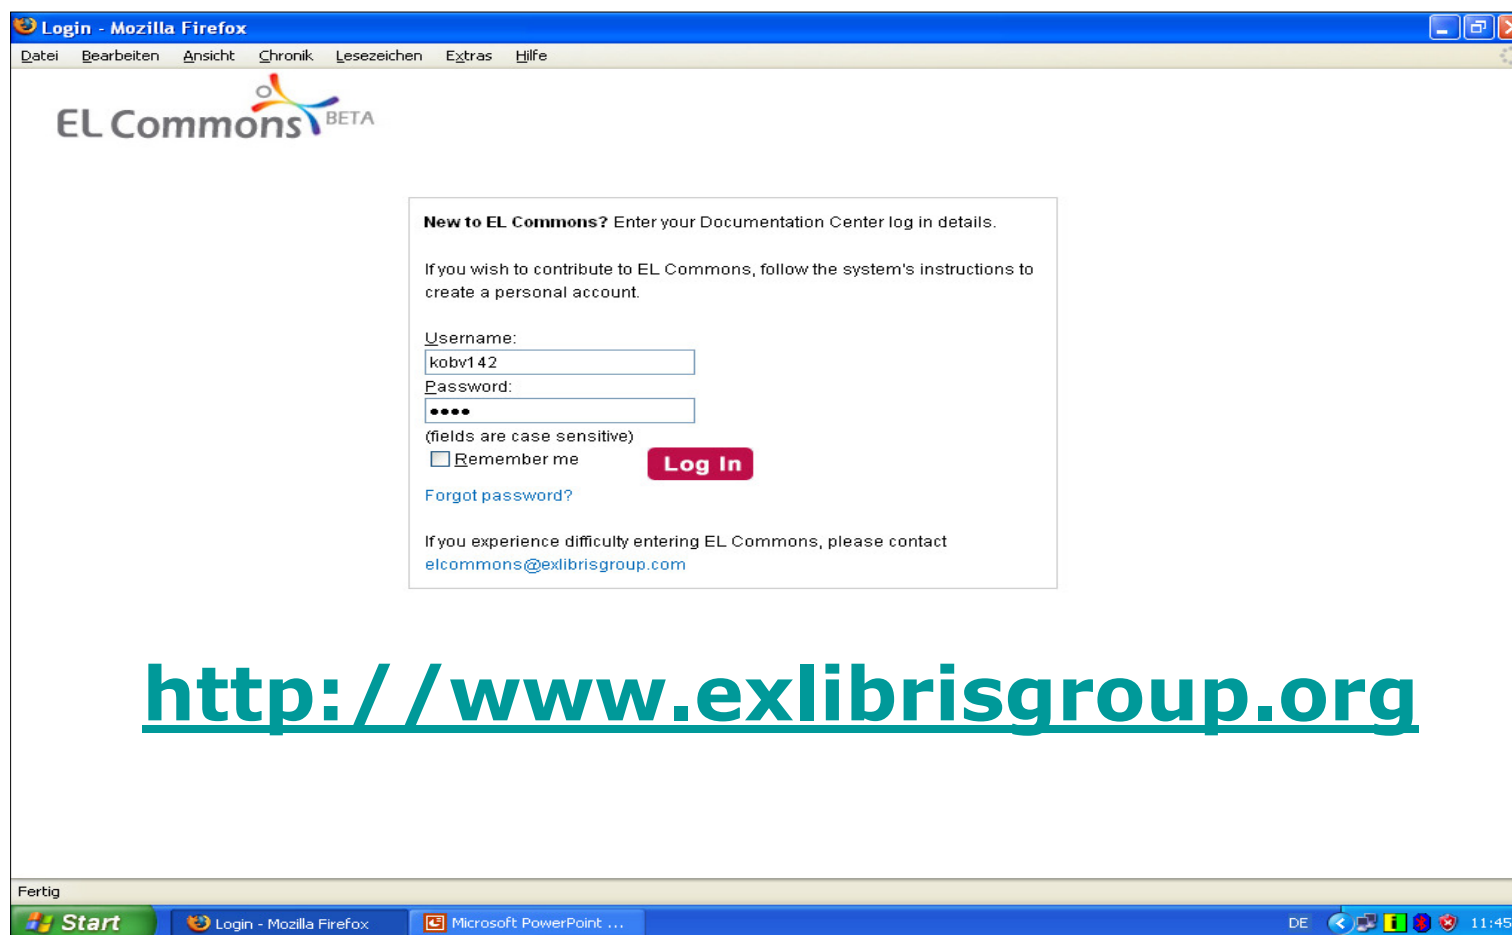 Login - Mozilla Firefox
Datei Bearbeiten Ansicht Chronik Lesezeichen Extras Hilfe
EL Commons BETA
New to EL Commons? Enter your Documentation Center log in details.
If you wish to contribute to EL Commons, follow the system's instructions to
create a personal account.
Username:
kobv142
Password:
••••
(fields are case sensitive)
Remember me
Log In
Forgot password?
If you experience difficulty entering EL Commons, please contact
elcommons@exlibrisgroup.com
http://www.exlibrisgroup.org
Fertig
Start Login - Mozilla Firefox Microsoft PowerPoint ... DE 11:45